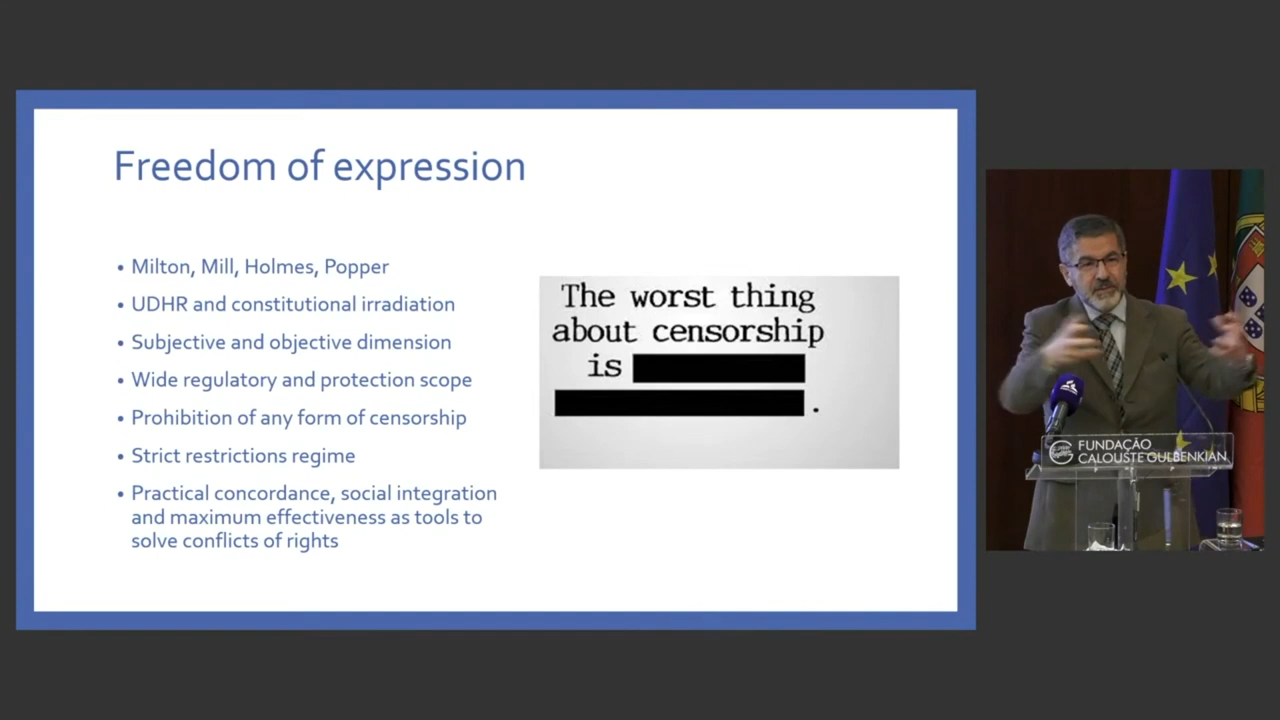 Freedom of expression
• Milton, Mill, Holmes, Popper
• UDHR and constitutional irradiation
• Subjective and objective dimension
• Wide regulatory and protection scope
• Prohibition of any form of censorship
• Strict restrictions regime
• Practical concordance, social integration
and maximum effectiveness as tools to
solve conflicts of rights
The worst thing
about censorship
is
.
FUNDAÇÃO
CALOUSTE GULBENKIAN